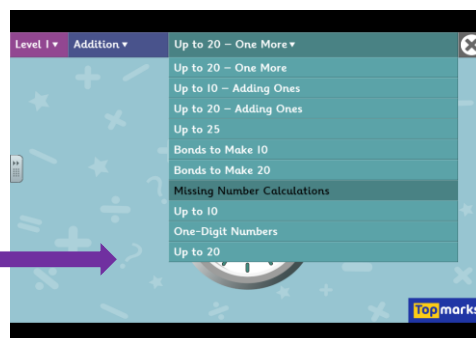 Level 1 Addition Up to 20 – One More
Up to 20 – One More
Up to 10 – Adding Ones
Up to 20 – Adding Ones
Up to 25
Bonds to Make 10
Bonds to Make 20
Missing Number Calculations
Up to 10
One-Digit Numbers
Up to 20
Topmarks